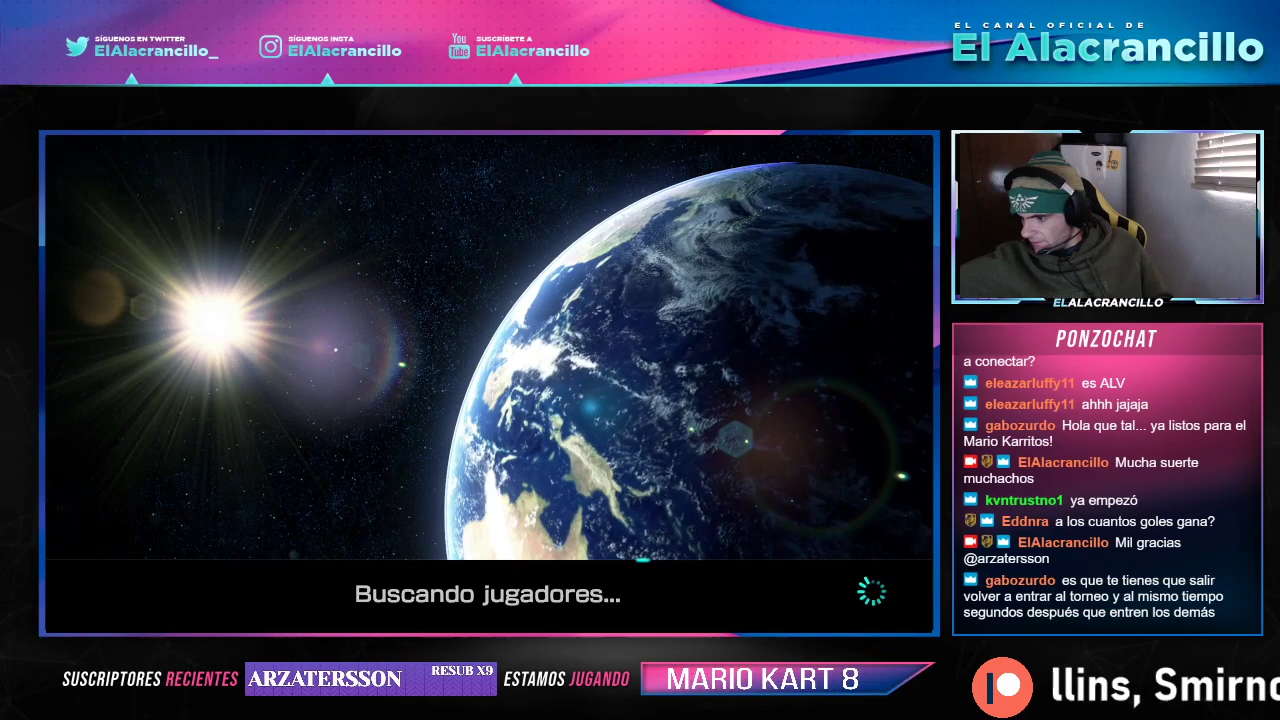 SÍGUENOS EN TWITTER
ElAlacrancillo_
SÍGUENOS INSTA
ElAlacrancillo
You
Tube
SUSCRÍBETE A
ElAlacrancillo
EL CANAL OFICIAL DE
El Alacrancillo
Buscando jugadores...
ELALACRANCILLO
PONZOCHAT
a conectar?
eleazarluffy11 es ALV
eleazarluffy11 ahhh jajaja
gabozurdo Hola que tal... ya listos para el
Mario Karritos!
ElAlacrancillo Mucha suerte
muchachos
kvntrustno1 ya empezó
Eddnra a los cuantos goles gana?
ElAlacrancillo Mil gracias
@arzatersson
gabozurdo es que te tienes que salir
volver a entrar al torneo y al mismo tiempo
segundos después que entren los demás
SUSCRIPTORES RECIENTES
ARZATERSSON
RESUB X9
ESTAMOS JUGANDO
MARIO KART 8
llins, Smirno